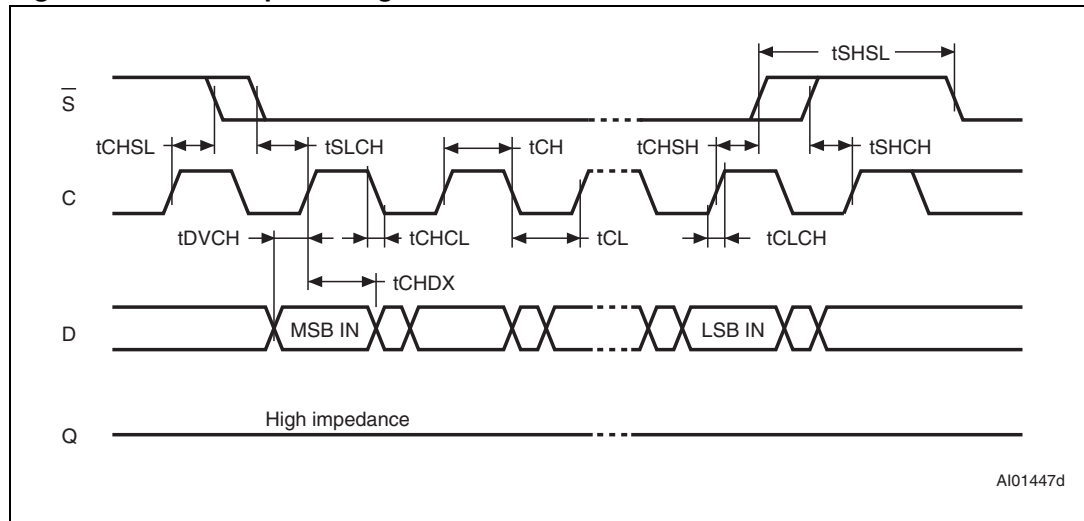 tSHSL
S
tCHSL
tSLCH
tCH
tCHSH
tSHCH
C
tDVCH
tCHCL
tCL
tCLCH
tCHDX
D
MSB IN
LSB IN
High impedance
Q
AI01447d